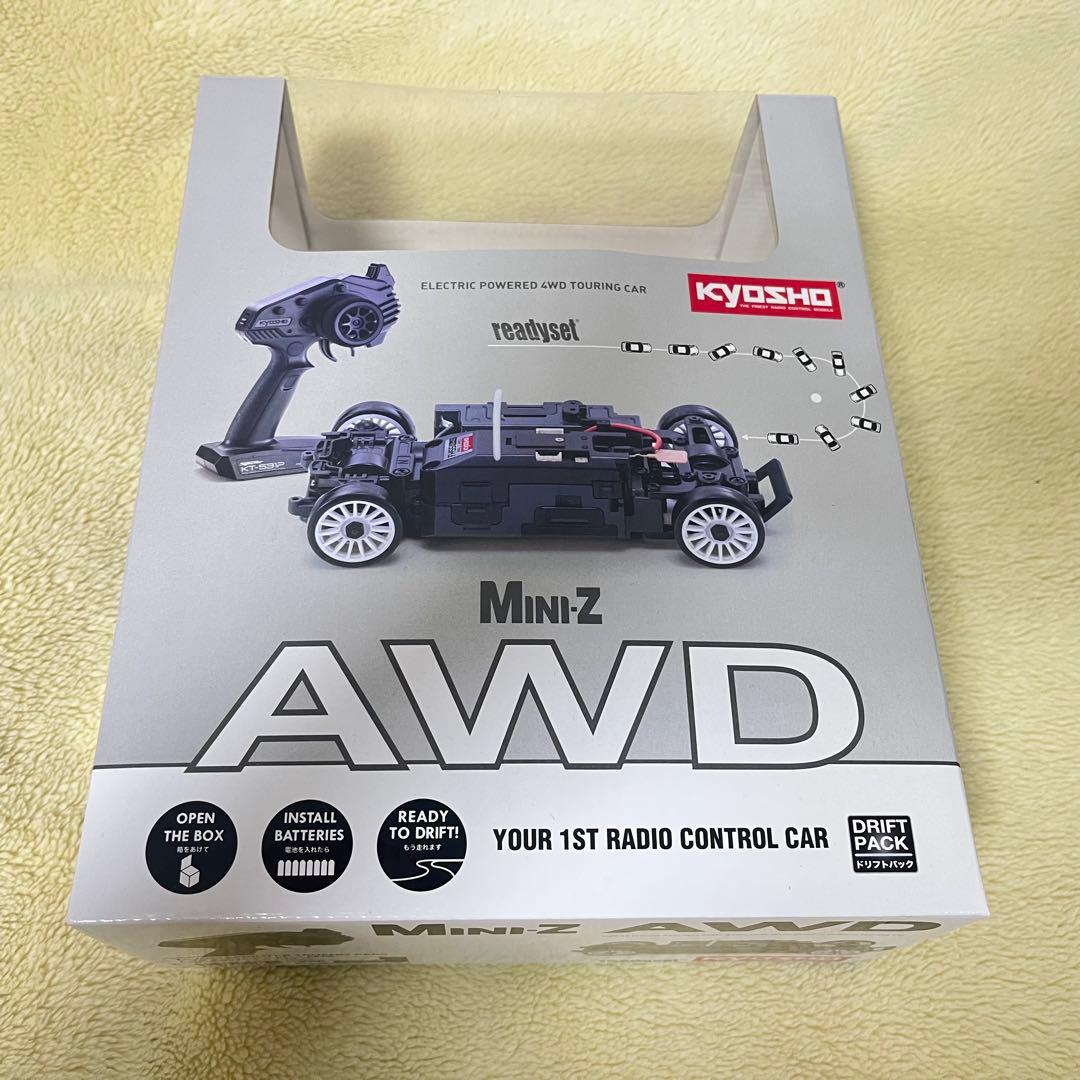 ELECTRIC POWERED 4WD TOURING CAR
KYOSHO®
THE FINEST RADIO CONTROL MODELS
readyset
KYOSHO
KT-531P
KYOSHO
MINI-Z
AWD
OPEN
THE BOX
箱をあけて
INSTALL
BATTERIES
電池を入れたら
READY
TO DRIFT!
もう走れます
YOUR 1ST RADIO CONTROL CAR
DRIFT
PACK
ドリフトパック
MINI-Z AWD